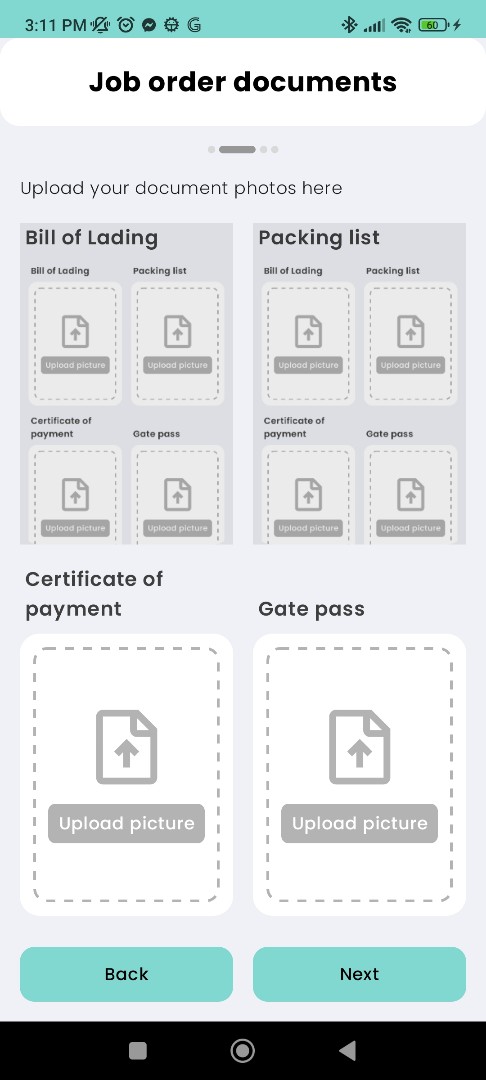 3:11 PM
60
Job order documents
Upload your document photos here
Bill of Lading
Packing list
Bill of Lading
Packing list
Upload picture
Upload picture
Certificate of
payment
Gate pass
Upload picture
Upload picture
Bill of Lading
Packing list
Upload picture
Upload picture
Certificate of
payment
Gate pass
Upload picture
Upload picture
Certificate of
payment
Gate pass
Upload picture
Upload picture
Back
Next